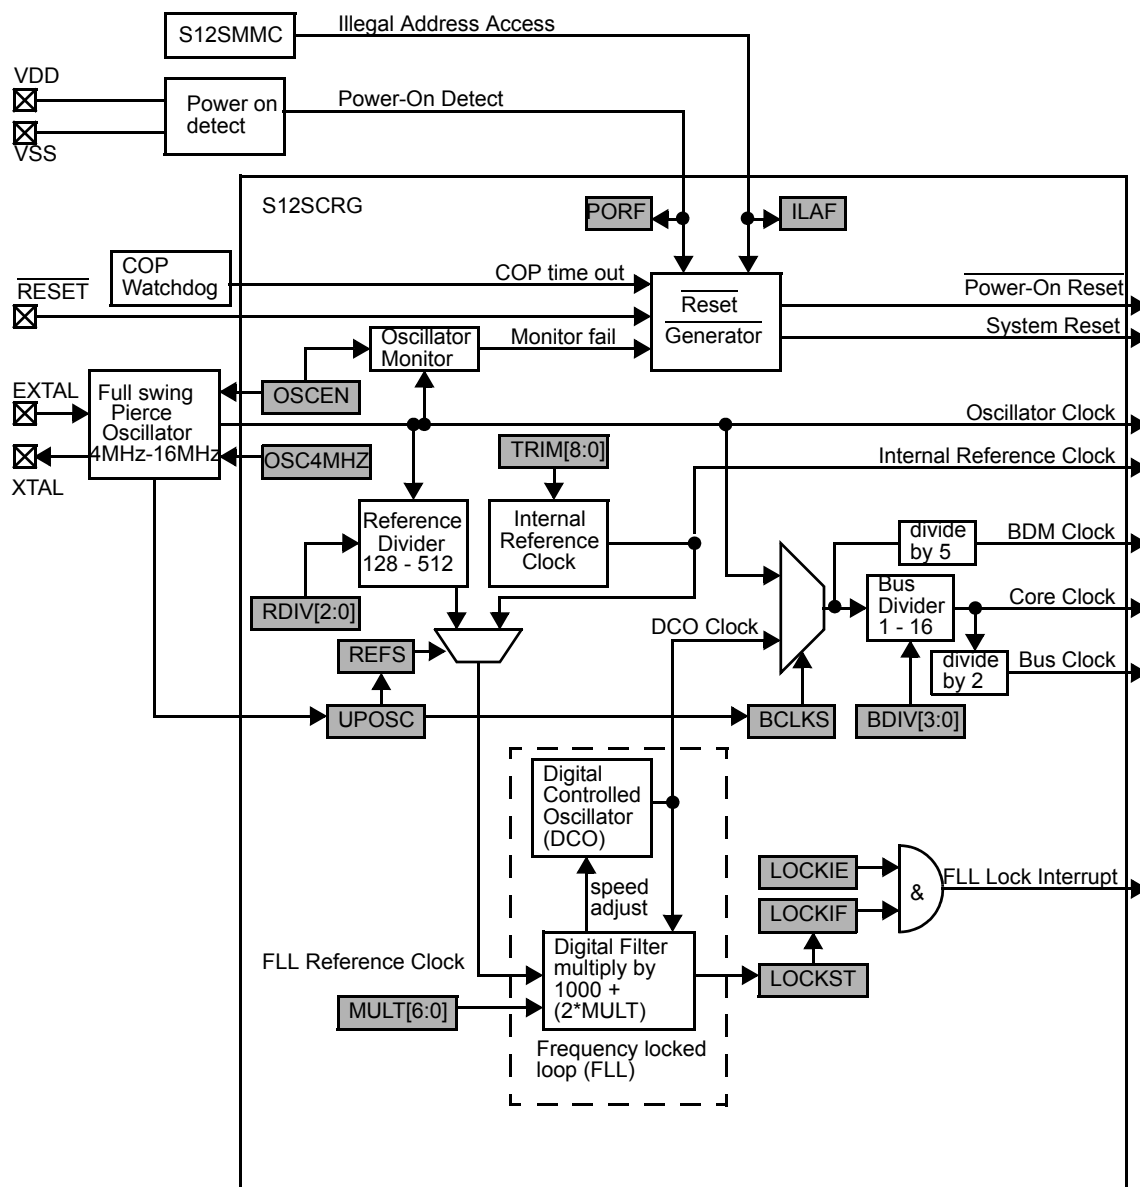 S12SMMC
Illegal Address Access
VDD
Power on
detect
Power-On Detect
VSS
S12SCRG
PORF
ILAF
COP
Watchdog
COP time out
RESET
Reset
Generator
Power-On Reset
System Reset
Oscillator
Monitor
Monitor fail
EXTAL
Full swing
Pierce
Oscillator
4MHz-16MHz
OSCEN
Oscillator Clock
XTAL
OSC4MHZ
TRIM[8:0]
Internal Reference Clock
Reference
Divider
128 - 512
Internal
Reference
Clock
divide
by 5
BDM Clock
RDIV[2:0]
Bus
Divider
1 - 16
Core Clock
REFS
DCO Clock
divide
by 2
Bus Clock
UPOSC
BCLKS
BDIV[3:0]
Digital
Controlled
Oscillator
(DCO)
LOCKIE
&
FLL Lock Interrupt
speed
adjust
LOCKIF
FLL Reference Clock
Digital Filter
multiply by
1000 +
(2*MULT)
LOCKST
MULT[6:0]
Frequency locked
loop (FLL)